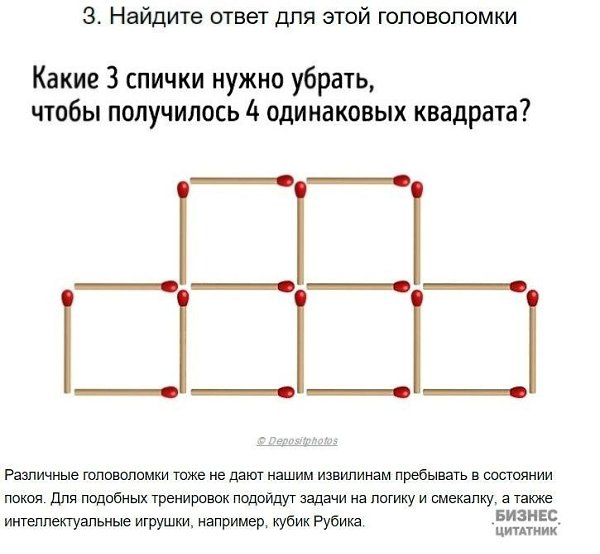 3. Найдите ответ для этой головоломки
Какие 3 спички нужно убрать,
чтобы получилось 4 одинаковых квадрата?
© Depositphotos
Различные головоломки тоже не дают нашим извилинам пребывать в состоянии
покоя. Для подобных тренировок подойдут задачи на логику и смекалку, а также
интеллектуальные игрушки, например, кубик Рубика.
БИЗНЕС
ЦИТАТНИК